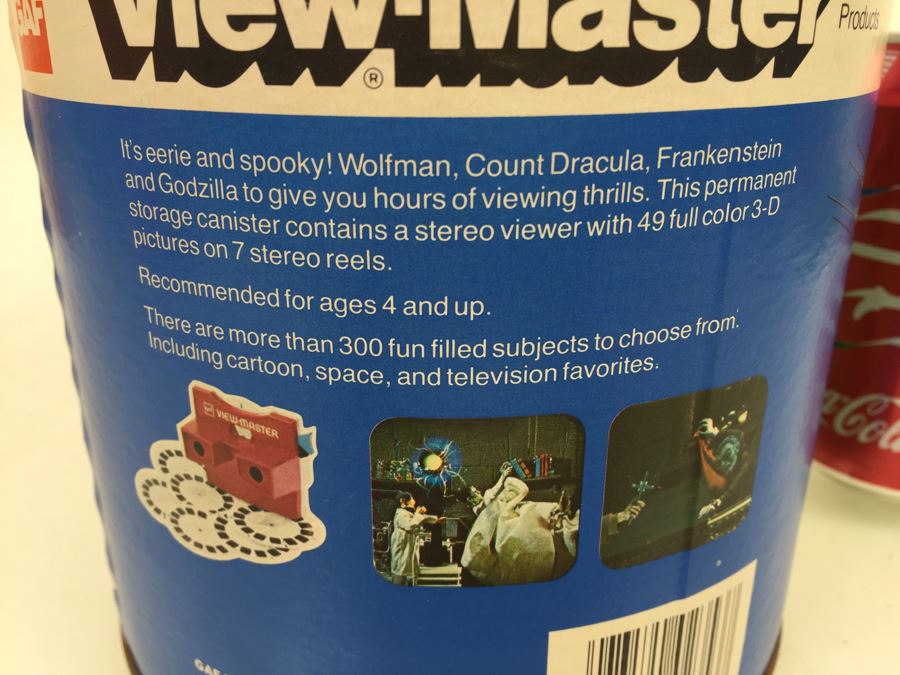 GAF
View-Master
®
Products
It's eerie and spooky! Wolfman, Count Dracula, Frankenstein
and Godzilla to give you hours of viewing thrills. This permanent
storage canister contains a stereo viewer with 49 full color 3-D
pictures on 7 stereo reels.
Recommended for ages 4 and up.
There are more than 300 fun filled subjects to choose from.
Including cartoon, space, and television favorites.
VIEW-MASTER
GAF
Coca-Cola